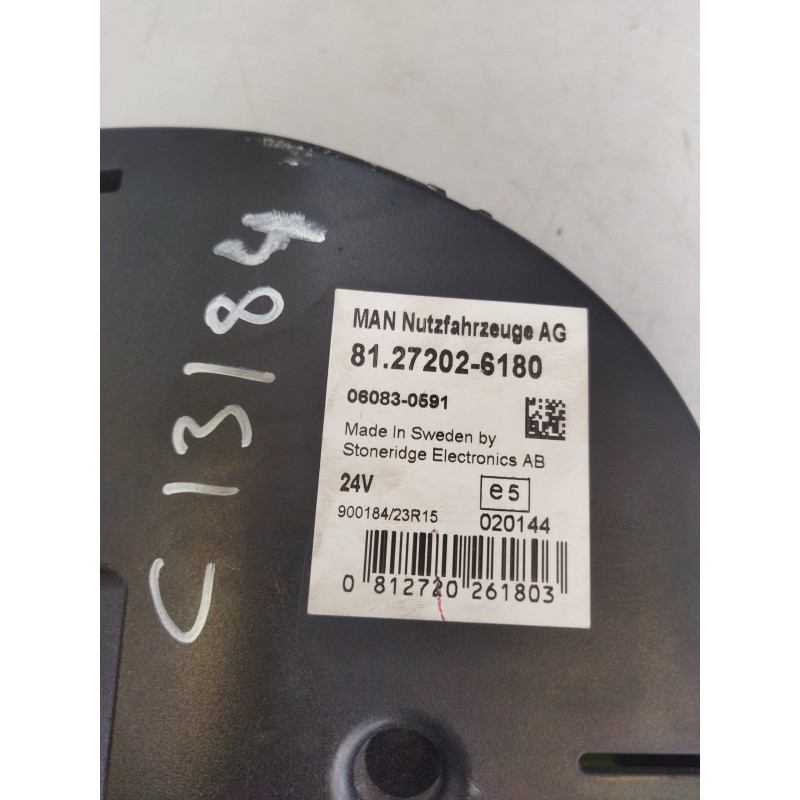 C13184
MAN Nutzfahrzeuge AG
81.27202-6180
06083-0591
Made In Sweden by
Stoneridge Electronics AB
24V
e5
900184/23R15
020144
0 812720 261803